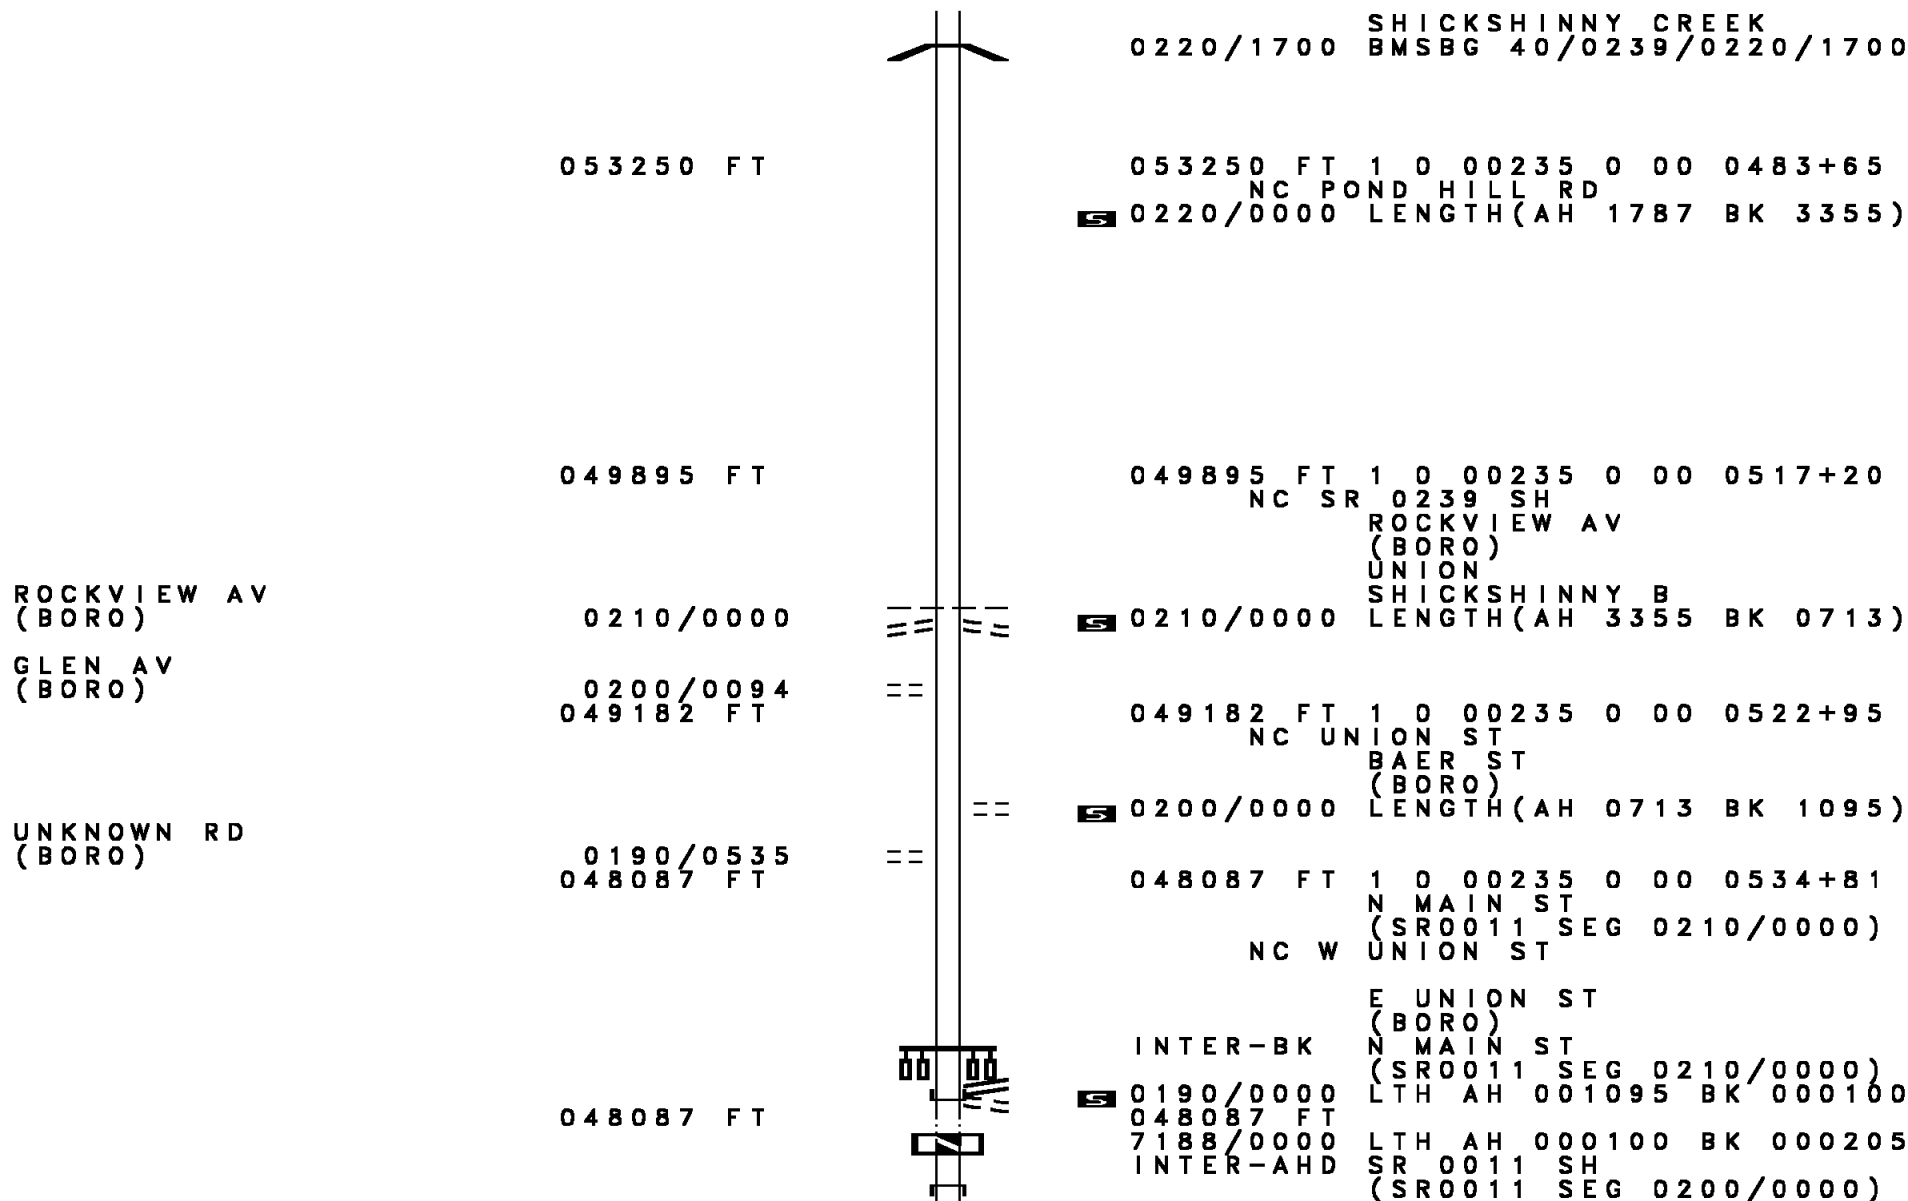 SHICKSHINNY CREEK
0220/1700 BMSBG 40/0239/0220/1700
053250 FT 053250 FT 1 0 00235 0 00 0483+65
NC POND HILL RD
S 0220/0000 LENGTH(AH 1787 BK 3355)
049895 FT 049895 FT 1 0 00235 0 00 0517+20
NC SR 0239 SH
ROCKVIEW AV
(BORO)
UNION
ROCKVIEW AV SHICKSHINNY B
(BORO) 0210/0000 S 0210/0000 LENGTH(AH 3355 BK 0713)
GLEN AV
(BORO) 0200/0094
049182 FT 049182 FT 1 0 00235 0 00 0522+95
NC UNION ST
BAER ST
(BORO)
S 0200/0000 LENGTH(AH 0713 BK 1095)
UNKNOWN RD
(BORO) 0190/0535
048087 FT 048087 FT 1 0 00235 0 00 0534+81
N MAIN ST
(SR0011 SEG 0210/0000)
NC W UNION ST
E UNION ST
(BORO)
INTER-BK N MAIN ST
(SR0011 SEG 0210/0000)
S 0190/0000 LTH AH 001095 BK 000100
048087 FT 048087 FT
7188/0000 LTH AH 000100 BK 000205
INTER-AHD SR 0011 SH
(SR0011 SEG 0200/0000)